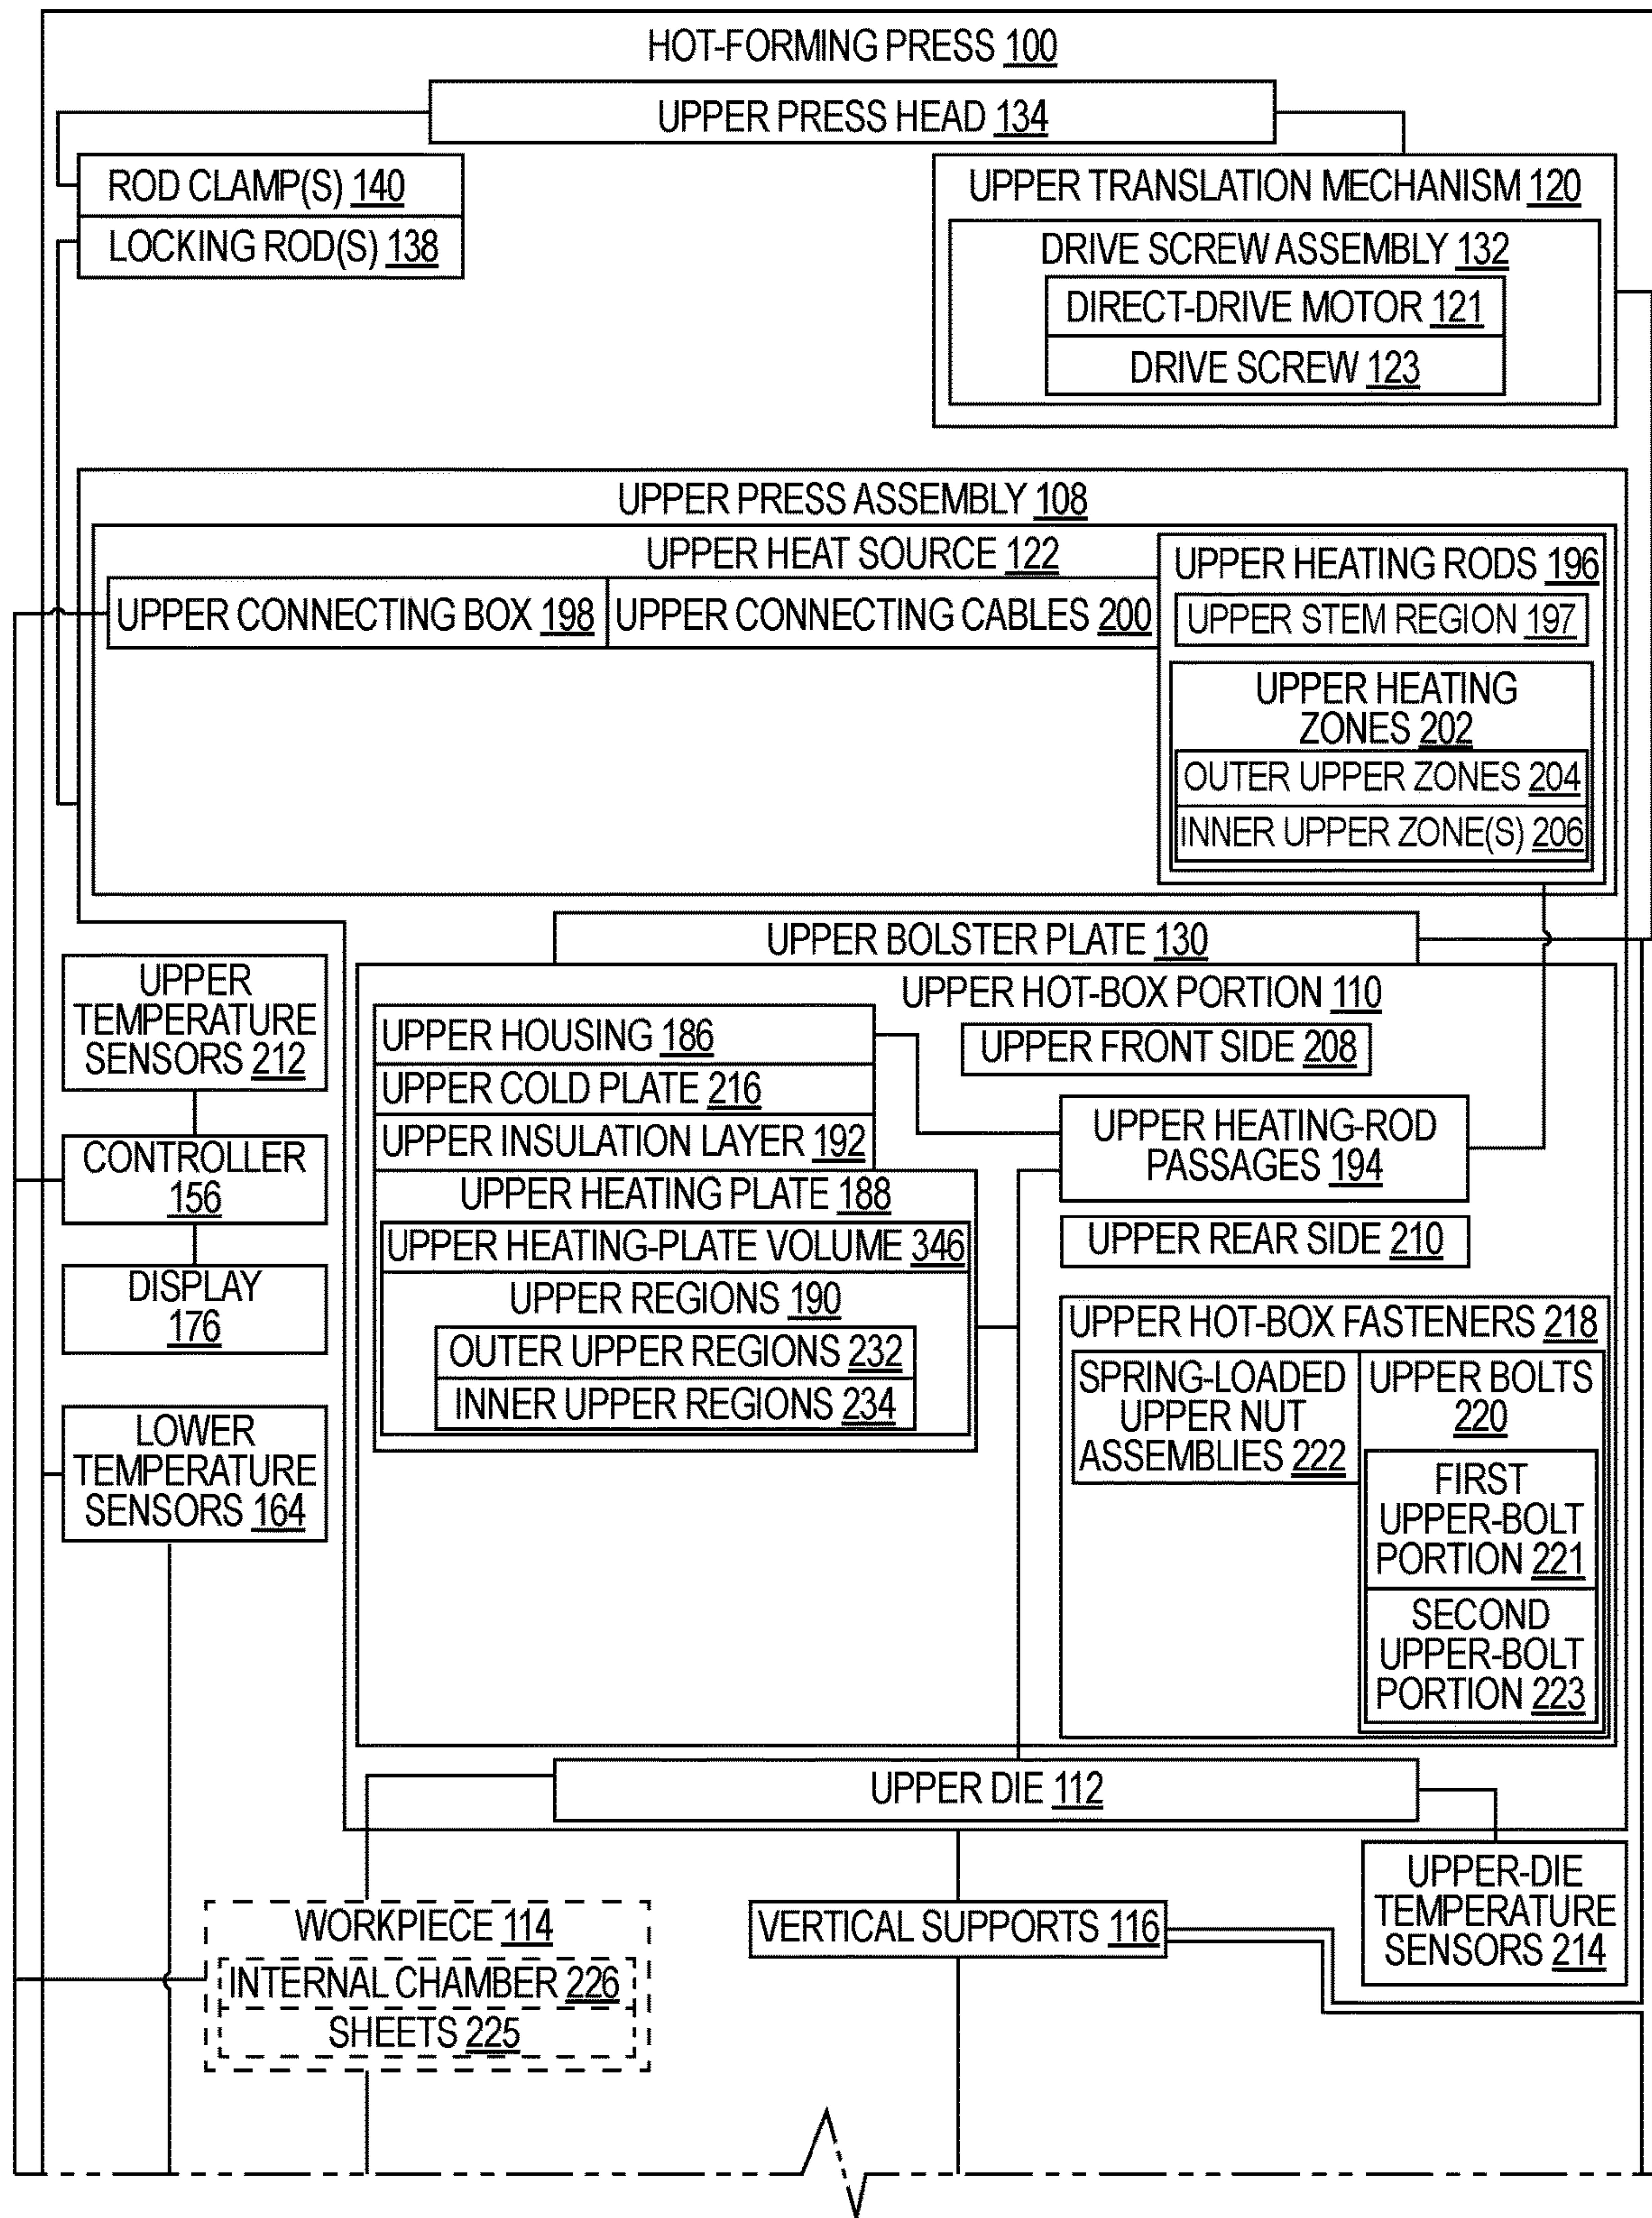 HOT-FORMING PRESS 100
UPPER PRESS HEAD 134
ROD CLAMP(S) 140
LOCKING ROD(S) 138
UPPER TRANSLATION MECHANISM 120
DRIVE SCREW ASSEMBLY 132
DIRECT-DRIVE MOTOR 121
DRIVE SCREW 123
UPPER PRESS ASSEMBLY 108
UPPER HEAT SOURCE 122
UPPER CONNECTING BOX 198
UPPER CONNECTING CABLES 200
UPPER HEATING RODS 196
UPPER STEM REGION 197
UPPER HEATING
ZONES 202
OUTER UPPER ZONES 204
INNER UPPER ZONE(S) 206
UPPER BOLSTER PLATE 130
UPPER
TEMPERATURE
SENSORS 212
CONTROLLER
156
DISPLAY
176
LOWER
TEMPERATURE
SENSORS 164
UPPER HOT-BOX PORTION 110
UPPER HOUSING 186
UPPER COLD PLATE 216
UPPER INSULATION LAYER 192
UPPER HEATING PLATE 188
UPPER HEATING-PLATE VOLUME 346
UPPER REGIONS 190
OUTER UPPER REGIONS 232
INNER UPPER REGIONS 234
UPPER FRONT SIDE 208
UPPER HEATING-ROD
PASSAGES 194
UPPER REAR SIDE 210
UPPER HOT-BOX FASTENERS 218
SPRING-LOADED
UPPER NUT
ASSEMBLIES 222
UPPER BOLTS
220
FIRST
UPPER-BOLT
PORTION 221
SECOND
UPPER-BOLT
PORTION 223
UPPER DIE 112
WORKPIECE 114
INTERNAL CHAMBER 226
SHEETS 225
VERTICAL SUPPORTS 116
UPPER-DIE
TEMPERATURE
SENSORS 214